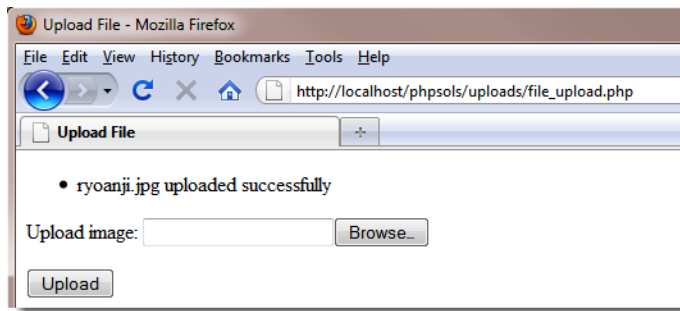 Upload File - Mozilla Firefox
File Edit View History Bookmarks Tools Help
http://localhost/phpsols/uploads/file_upload.php
Upload File
ryoanji.jpg uploaded successfully
Upload image: Browse...
Upload